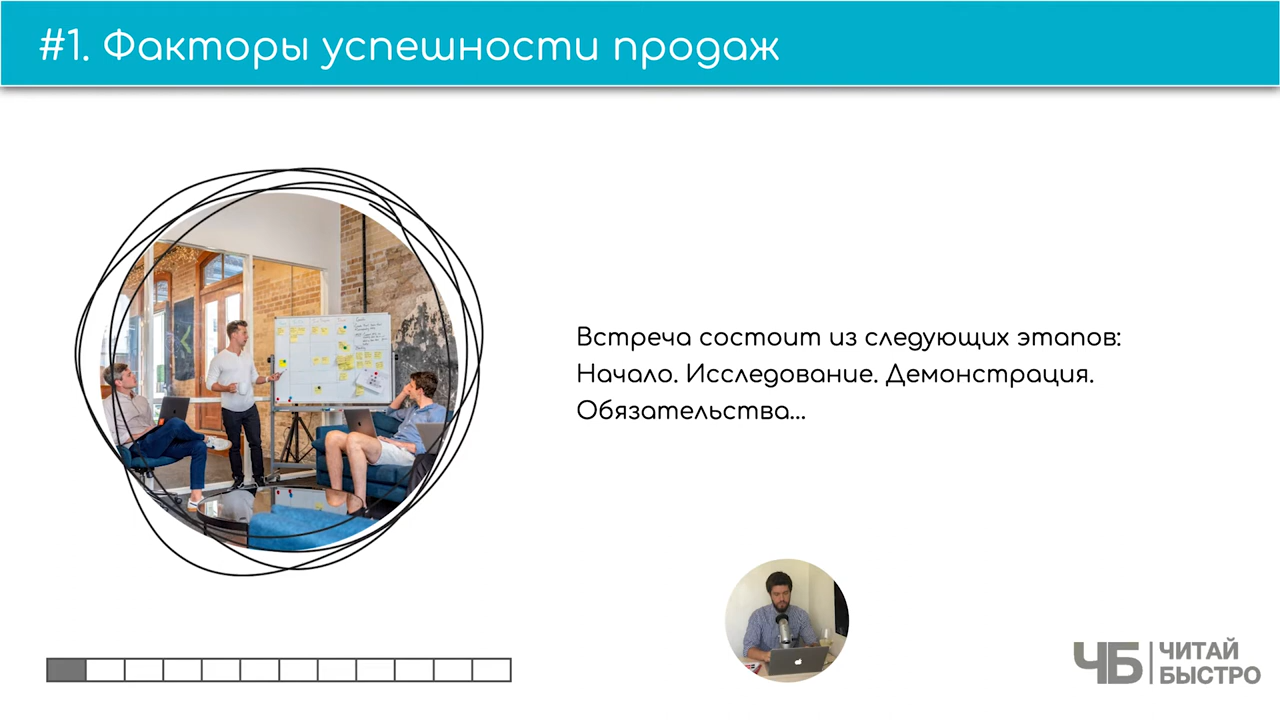 #1. Факторы успешности продаж
Встреча состоит из следующих этапов:
Начало. Исследование. Демонстрация.
Обязательства...
ЧБ ЧИТАЙ
БЫСТРО